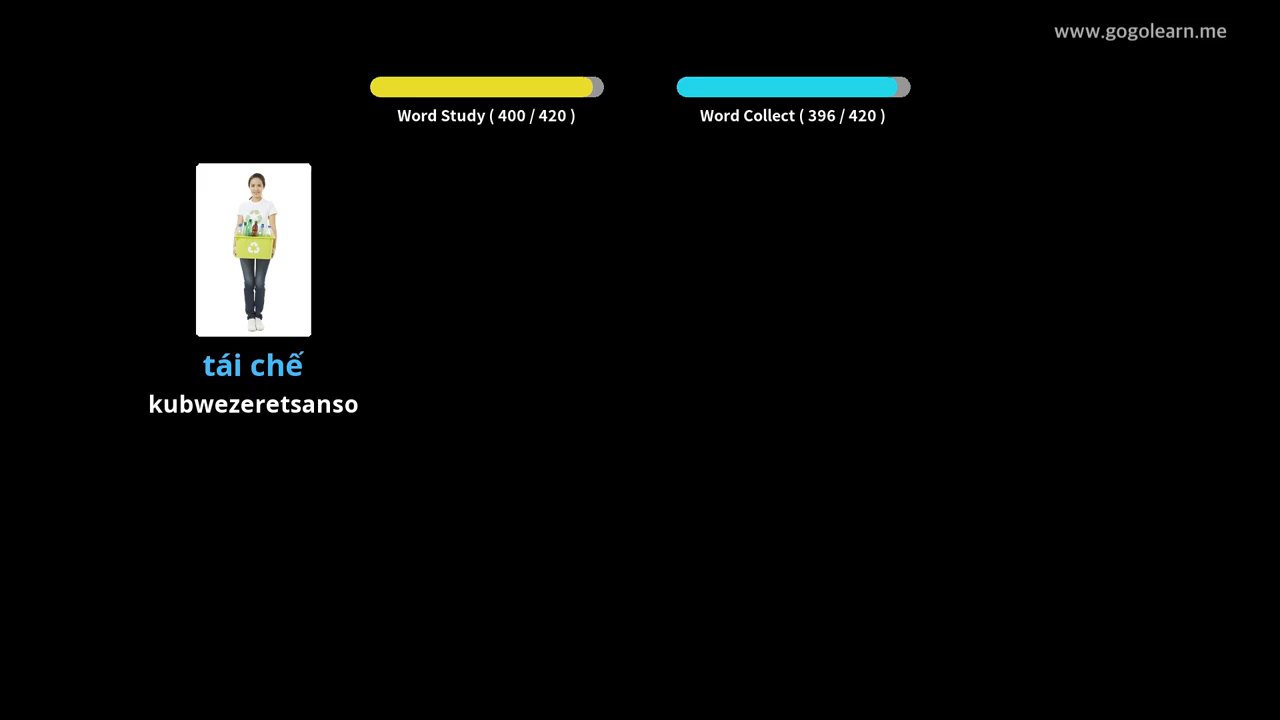 www.gogolearn.me
Word Study ( 400 / 420 )
Word Collect ( 396 / 420 )
tái chế
kubwezeretsanso